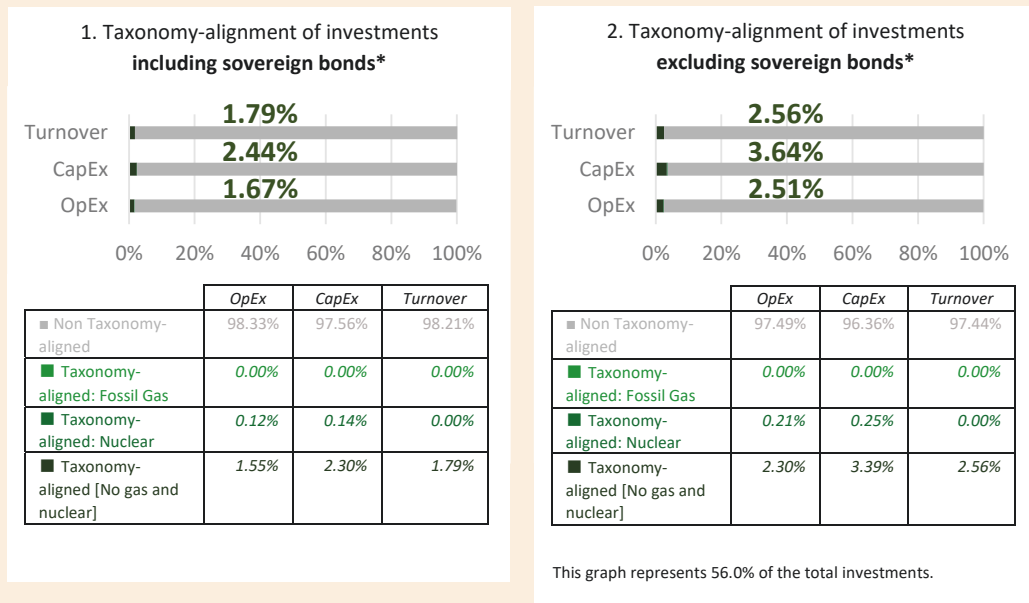 1. Taxonomy-alignment of investments
including sovereign bonds*
1.79%
Turnover
2.44%
CapEx
1.67%
OpEx
0% 20% 40% 60% 80% 100%
OpEx CapEx Turnover
Non Taxonomy- 98.33% 97.56% 98.21%
aligned
Taxonomy- 0.00% 0.00% 0.00%
aligned: Fossil Gas
Taxonomy- 0.12% 0.14% 0.00%
aligned: Nuclear
Taxonomy- 1.55% 2.30% 1.79%
aligned [No gas and
nuclear]
2. Taxonomy-alignment of investments
excluding sovereign bonds*
2.56%
Turnover
3.64%
CapEx
2.51%
OpEx
0% 20% 40% 60% 80% 100%
OpEx CapEx Turnover
Non Taxonomy- 97.49% 96.36% 97.44%
aligned
Taxonomy- 0.00% 0.00% 0.00%
aligned: Fossil Gas
Taxonomy- 0.21% 0.25% 0.00%
aligned: Nuclear
Taxonomy- 2.30% 3.39% 2.56%
aligned [No gas and
nuclear]
This graph represents 56.0% of the total investments.